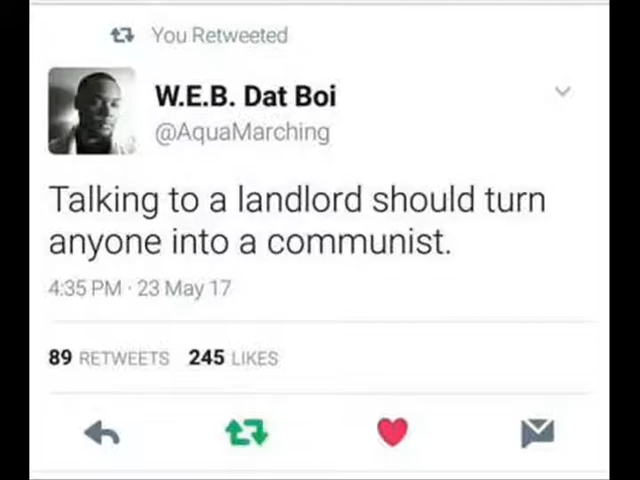 You Retweeted
W.E.B. Dat Boi
@AquaMarching
Talking to a landlord should turn
anyone into a communist.
4:35 PM · 23 May 17
89 RETWEETS 245 LIKES